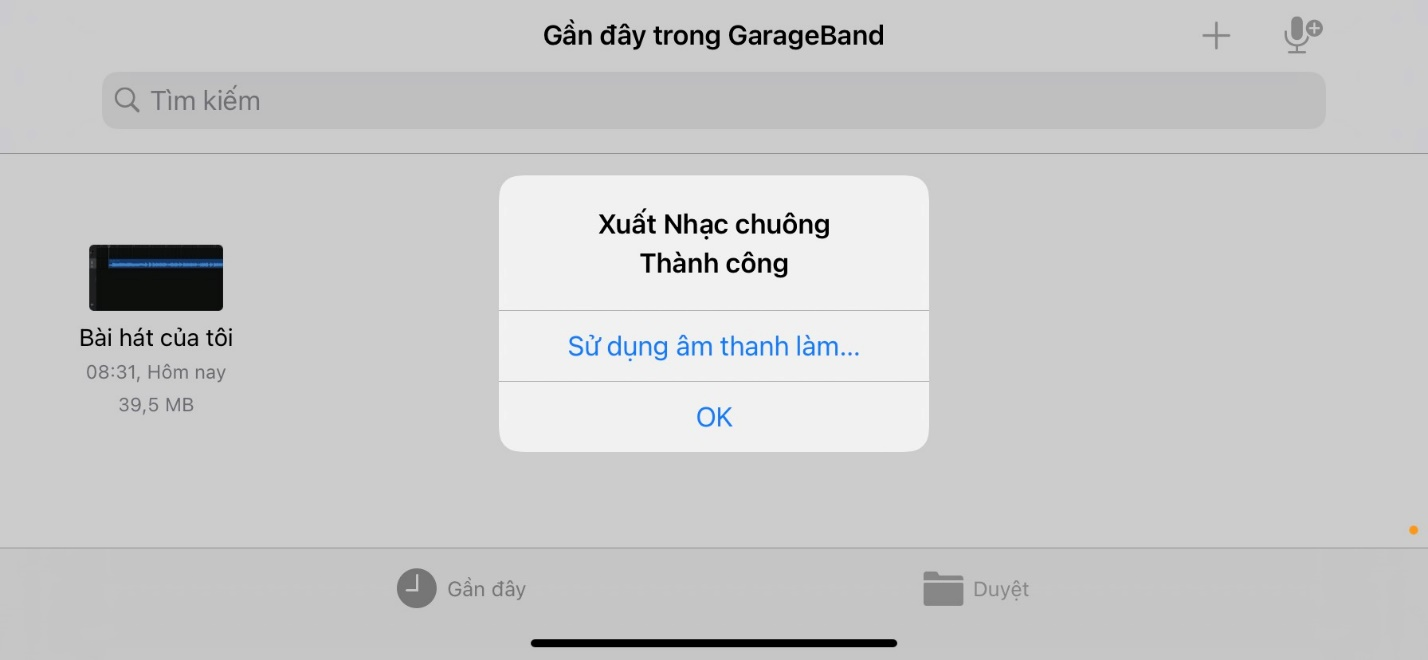 Gần đây trong GarageBand
Tìm kiếm
Xuất Nhạc chuông
Thành công
Sử dụng âm thanh làm...
OK
Bài hát của tôi
08:31, Hôm nay
39,5 MB
Gần đây
Duyệt